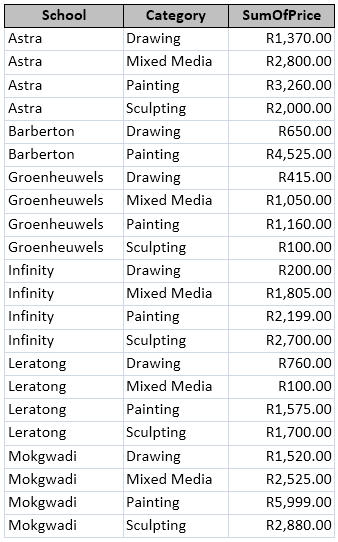 School Category SumOfPrice
Astra Drawing R1,370.00
Astra Mixed Media R2,800.00
Astra Painting R3,260.00
Astra Sculpting R2,000.00
Barberton Drawing R650.00
Barberton Painting R4,525.00
Groenheuwels Drawing R415.00
Groenheuwels Mixed Media R1,050.00
Groenheuwels Painting R1,160.00
Groenheuwels Sculpting R100.00
Infinity Drawing R200.00
Infinity Mixed Media R1,805.00
Infinity Painting R2,199.00
Infinity Sculpting R2,700.00
Leratong Drawing R760.00
Leratong Mixed Media R100.00
Leratong Painting R1,575.00
Leratong Sculpting R1,700.00
Mokgwadi Drawing R1,520.00
Mokgwadi Mixed Media R2,525.00
Mokgwadi Painting R5,999.00
Mokgwadi Sculpting R2,880.00